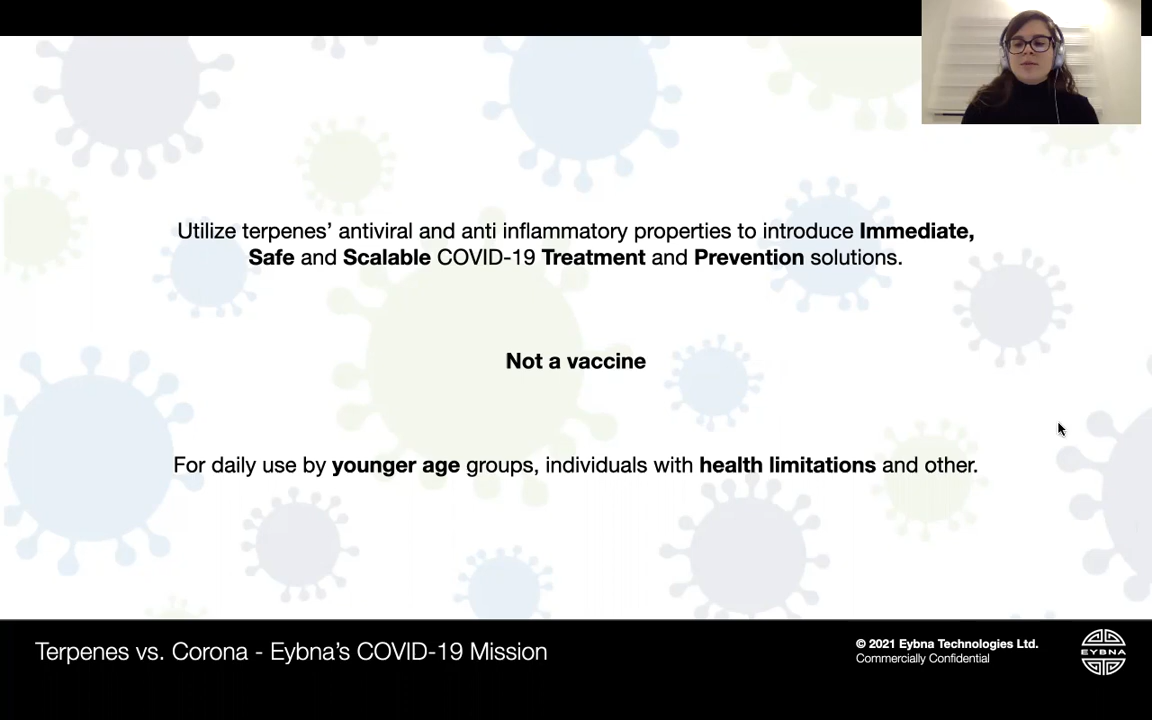 Utilize terpenes’ antiviral and anti inflammatory properties to introduce Immediate,
Safe and Scalable COVID-19 Treatment and Prevention solutions.
Not a vaccine
For daily use by younger age groups, individuals with health limitations and other.
Terpenes vs. Corona - Eybna’s COVID-19 Mission
© 2021 Eybna Technologies Ltd.
Commercially Confidential
EYBNA